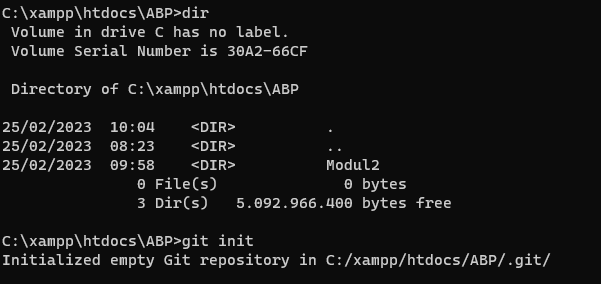 C:\xampp\htdocs\ABP>dir
 Volume in drive C has no label.
 Volume Serial Number is 30A2-66CF
 Directory of C:\xampp\htdocs\ABP
25/02/2023  10:04    <DIR>          .
25/02/2023  08:23    <DIR>          ..
25/02/2023  09:58    <DIR>          Modul2
               0 File(s)              0 bytes
               3 Dir(s)   5.092.966.400 bytes free
C:\xampp\htdocs\ABP>git init
Initialized empty Git repository in C:/xampp/htdocs/ABP/.git/